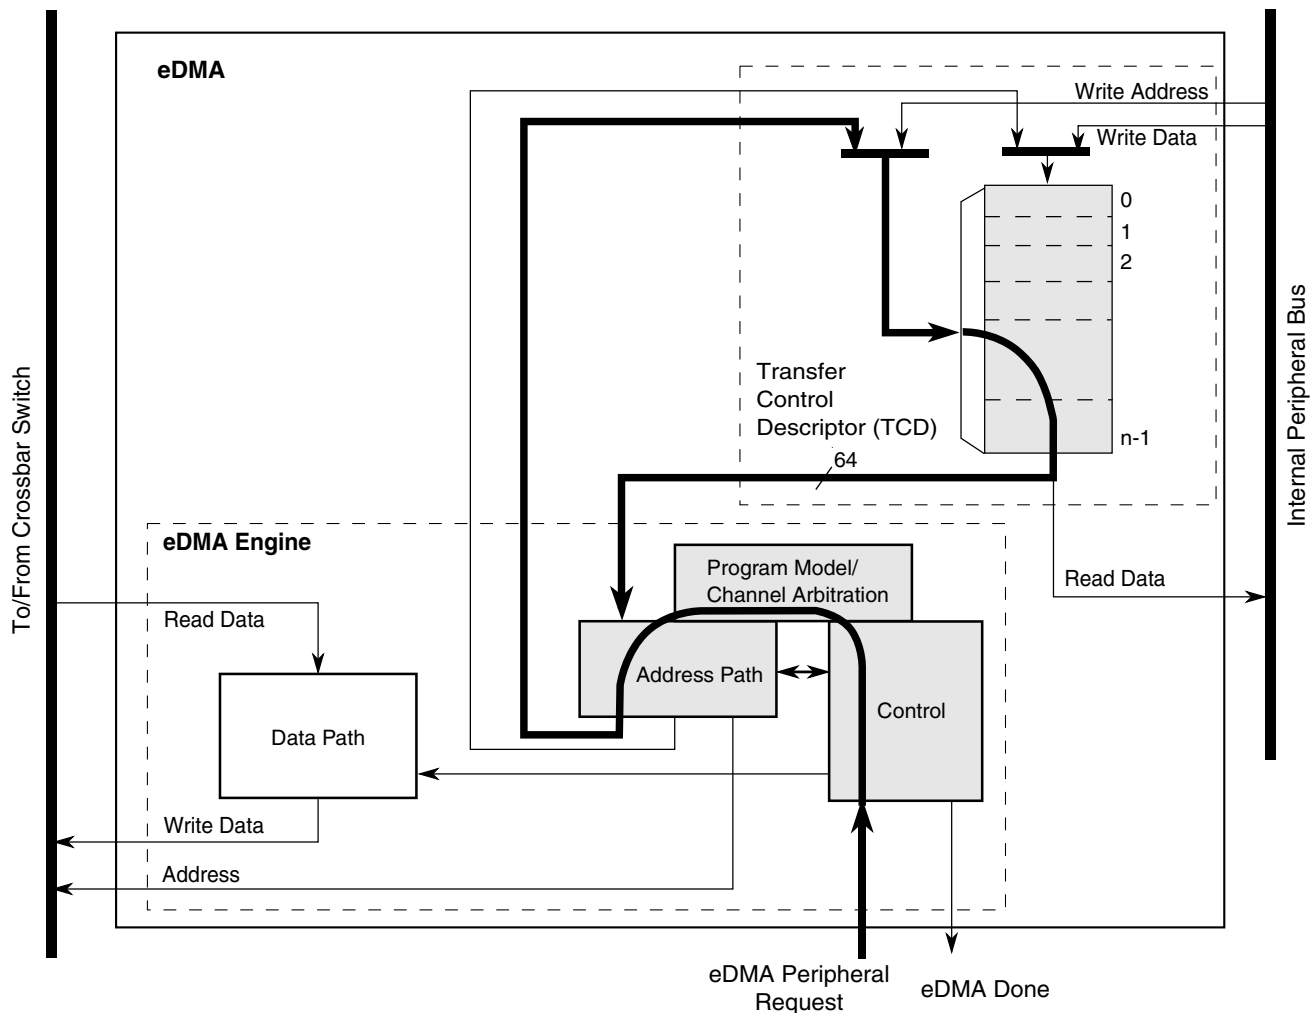 eDMA
Write Address
Write Data
0
1
2
n-1
Transfer
Control
Descriptor (TCD)
64
To/From Crossbar Switch
Internal Peripheral Bus
eDMA Engine
Program Model/
Channel Arbitration
Read Data
Read Data
Address Path
Control
Data Path
Write Data
Address
eDMA Peripheral
Request
eDMA Done